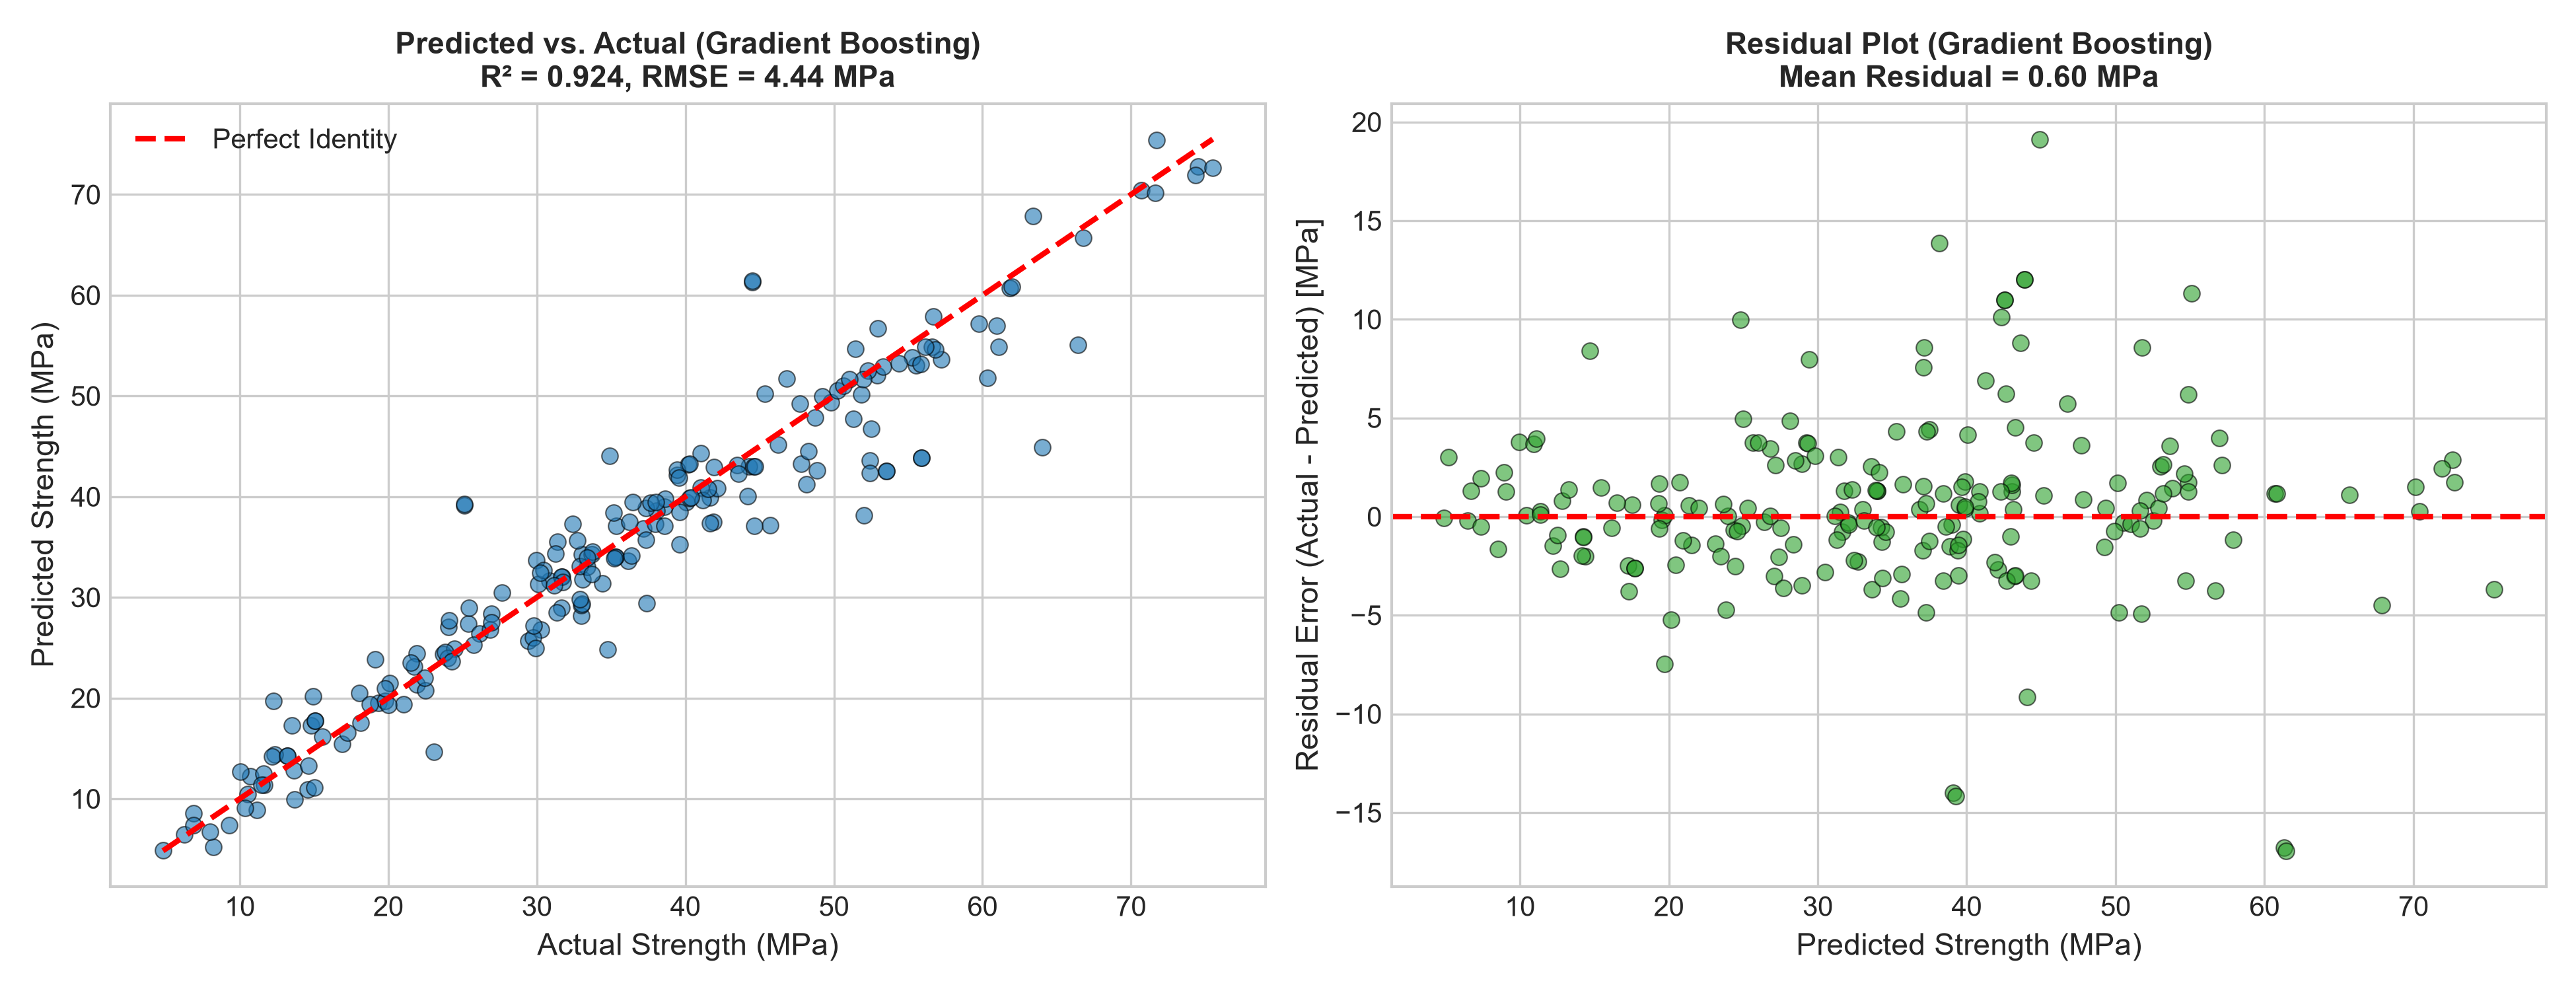 Predicted vs. Actual (Gradient Boosting)
R² = 0.924, RMSE = 4.44 MPa
Perfect Identity
Predicted Strength (MPa)
70
60
50
40
30
20
10
10 20 30 40 50 60 70
Actual Strength (MPa)
Residual Plot (Gradient Boosting)
Mean Residual = 0.60 MPa
Residual Error (Actual - Predicted) [MPa]
20
15
10
5
0
−5
−10
−15
10 20 30 40 50 60 70
Predicted Strength (MPa)